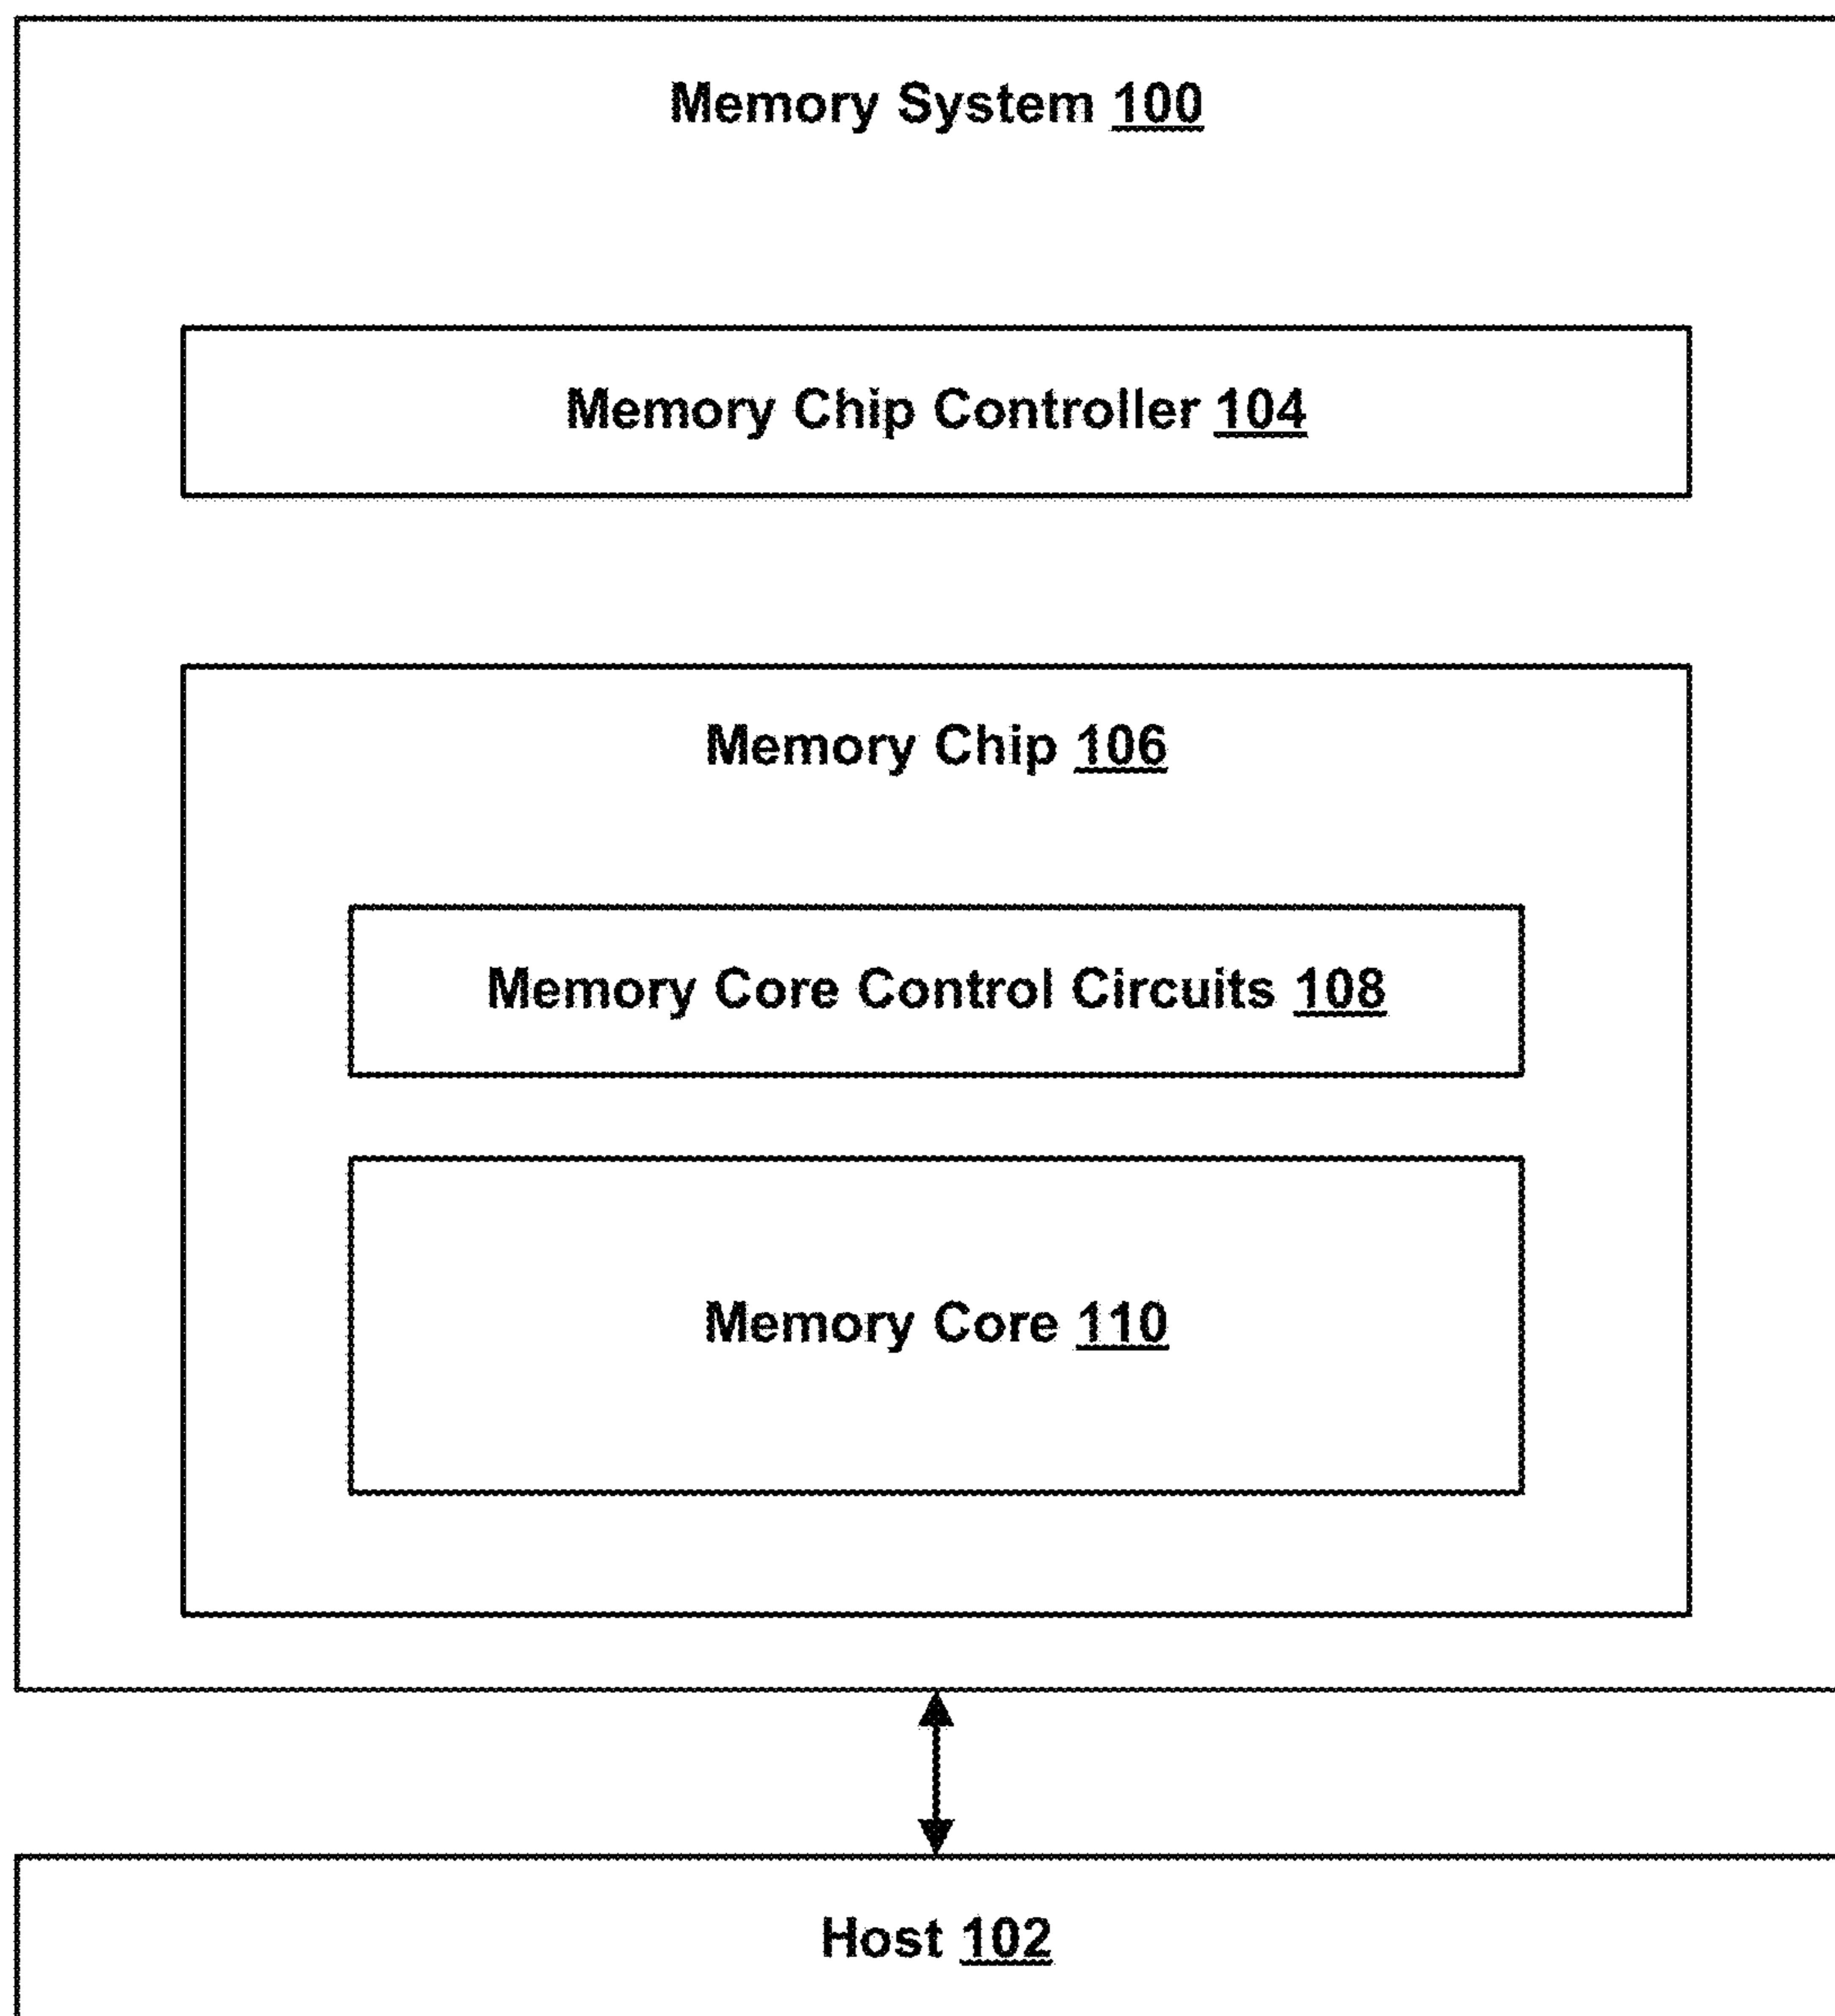 Memory System 100
Memory Chip Controller 104
Memory Chip 106
Memory Core Control Circuits 108
Memory Core 110
Host 102